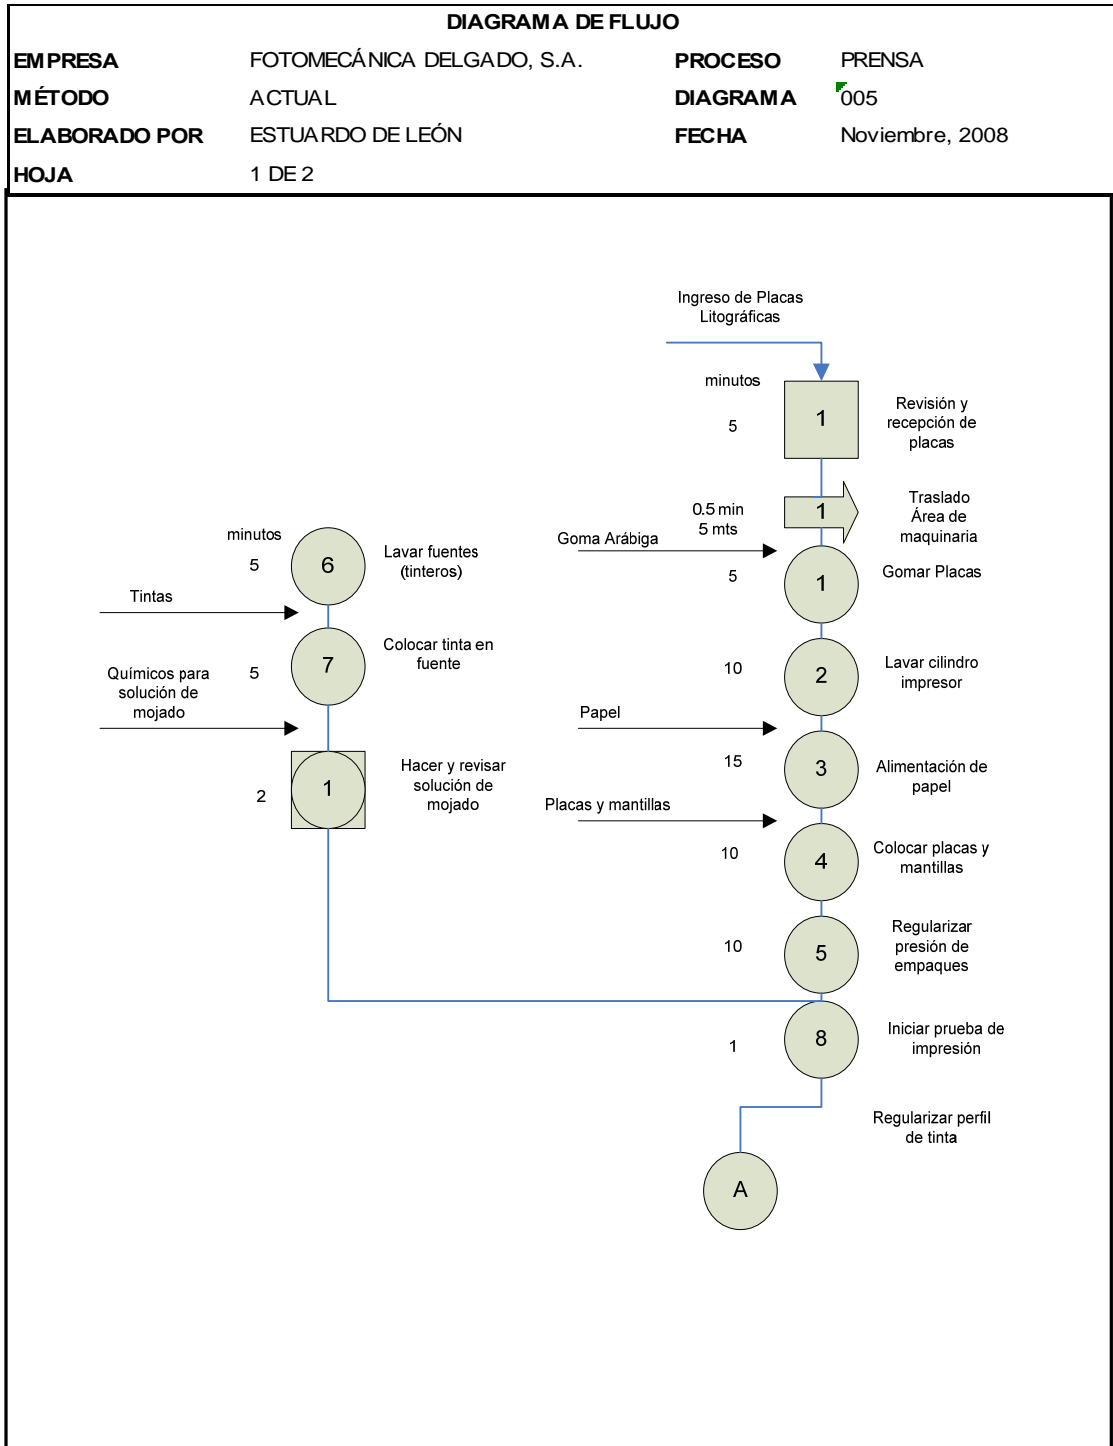 DIAGRAMA DE FLUJO
EMPRESA FOTOMECÁNICA DELGADO, S.A. PROCESO PRENSA
MÉTODO ACTUAL DIAGRAMA 005
ELABORADO POR ESTUARDO DE LEÓN FECHA Noviembre, 2008
HOJA 1 DE 2
Ingreso de Placas
Litográficas
minutos
5
1
Revisión y
recepción de
placas
0.5 min
5 mts
1
Traslado
Área de
maquinaria
Goma Arábiga
5
1
Gomar Placas
10
2
Lavar cilindro
impresor
Papel
15
3
Alimentación de
papel
Placas y mantillas
10
4
Colocar placas y
mantillas
10
5
Regularizar
presión de
empaques
minutos
5
6
Lavar fuentes
(tinteros)
Tintas
5
7
Colocar tinta en
fuente
Químicos para
solución de
mojado
2
1
Hacer y revisar
solución de
mojado
1
8
Iniciar prueba de
impresión
Regularizar perfil
de tinta
A